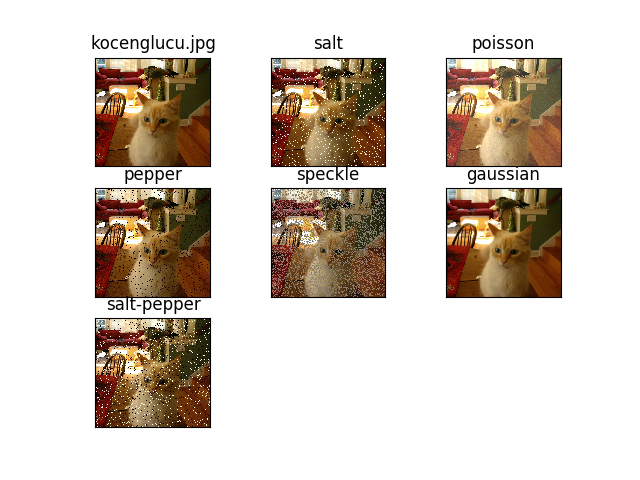 kocenglucu.jpg
salt
poisson
pepper
speckle
gaussian
salt-pepper